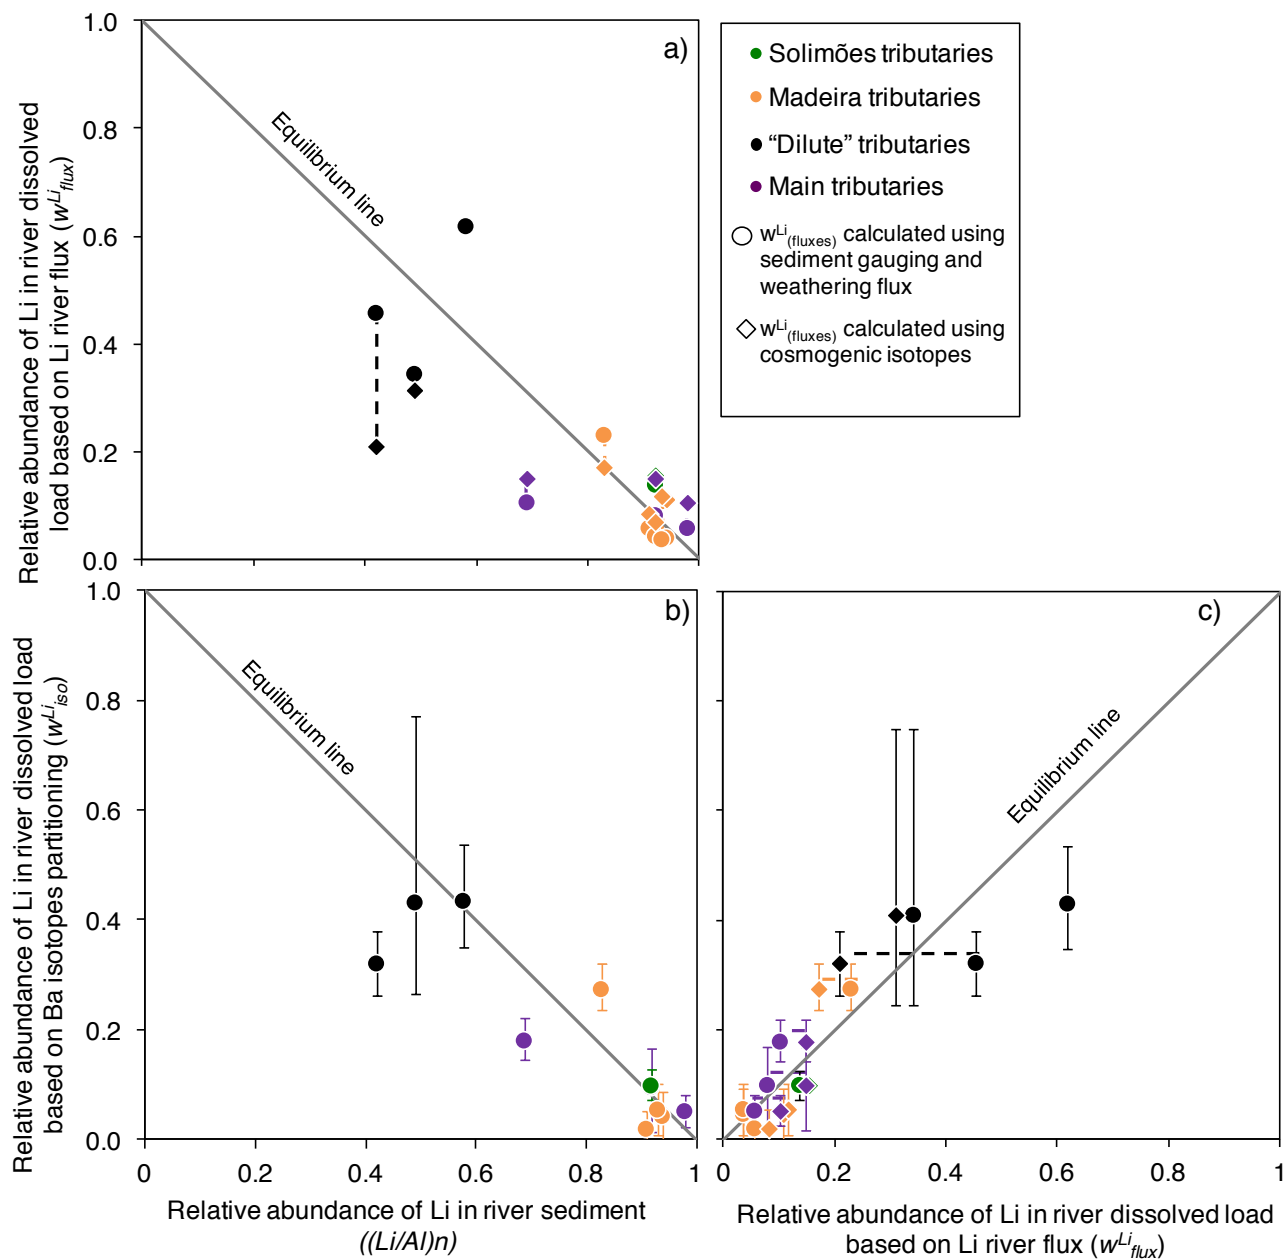 Relative abundance of Li in river dissolved
load based on Li river flux (w^Li_flux)
1.0
0.8
0.6
0.4
0.2
0.0
a)
Equilibrium line
Solimões tributaries
Madeira tributaries
“Dilute” tributaries
Main tributaries
w^Li_(fluxes) calculated using
sediment gauging and
weathering flux
w^Li_(fluxes) calculated using
cosmogenic isotopes
Relative abundance of Li in river dissolved load
based on Ba isotopes partitioning (w^Li_iso)
1.0
0.8
0.6
0.4
0.2
0.0
b)
Equilibrium line
0 0.2 0.4 0.6 0.8 1
Relative abundance of Li in river sediment
((Li/Al)n)
c)
Equilibrium line
0 0.2 0.4 0.6 0.8 1
Relative abundance of Li in river dissolved load
based on Li river flux (w^Li_flux)